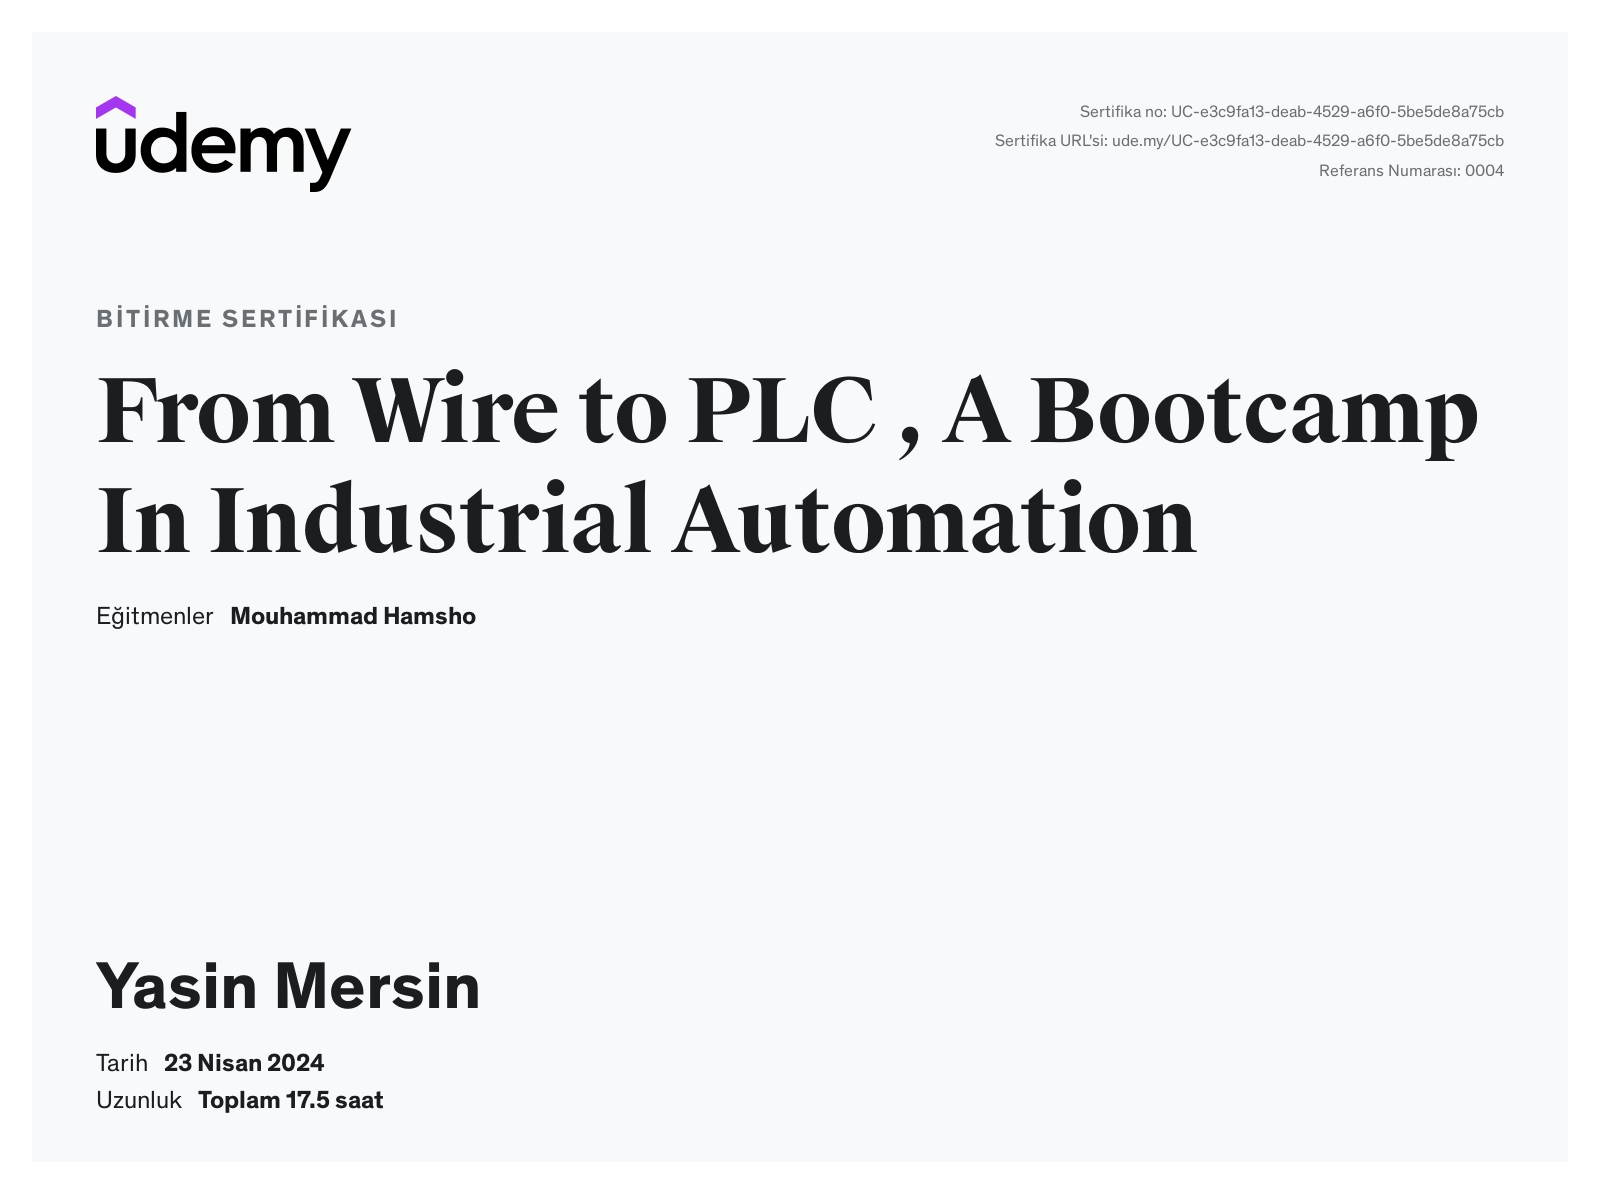 udemy
Sertifika no: UC-e3c9fa13-deab-4529-a6f0-5be5de8a75cb
Sertifika URL'si: ude.my/UC-e3c9fa13-deab-4529-a6f0-5be5de8a75cb
Referans Numarası: 0004
BİTİRME SERTİFİKASI
From Wire to PLC , A Bootcamp
In Industrial Automation
Eğitmenler Mouhammad Hamsho
Yasin Mersin
Tarih 23 Nisan 2024
Uzunluk Toplam 17.5 saat